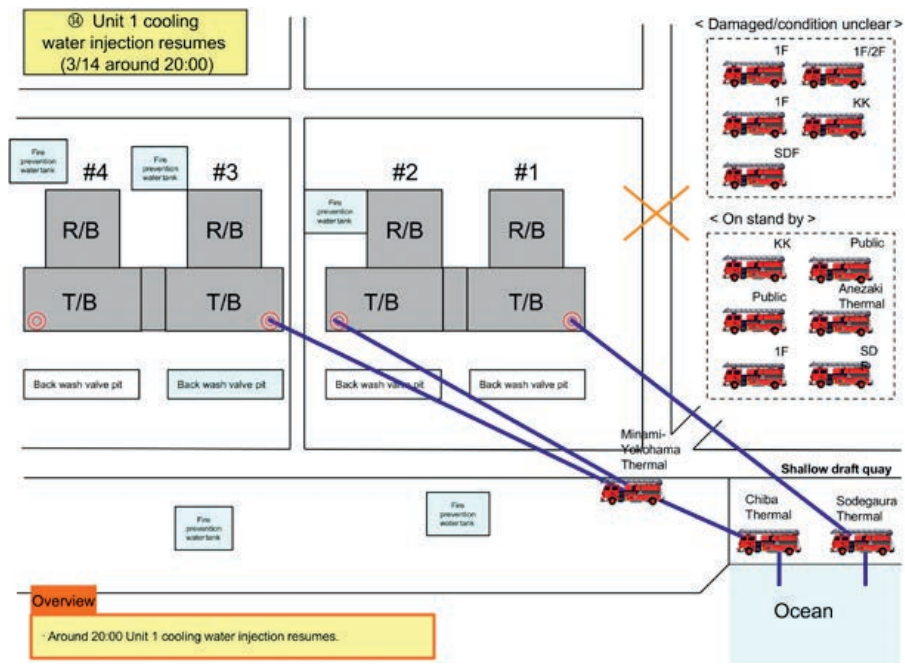 ⑭ Unit 1 cooling
water injection resumes
(3/14 around 20:00)
< Damaged/condition unclear >
1F
1F/2F
1F
KK
SDF
< On stand by >
KK
Public
Public
Anezaki
Thermal
1F
SD
Fire
prevention
water tank
#4
Fire
prevention
water tank
#3
Fire
prevention
water tank
#2
#1
R/B
R/B
R/B
R/B
T/B
T/B
T/B
T/B
Back wash valve pit
Back wash valve pit
Back wash valve pit
Back wash valve pit
Minami-
Yokohama
Thermal
Shallow draft quay
Chiba
Thermal
Sodegaura
Thermal
Fire
prevention
water tank
Fire
prevention
water tank
Ocean
Overview
· Around 20:00 Unit 1 cooling water injection resumes.